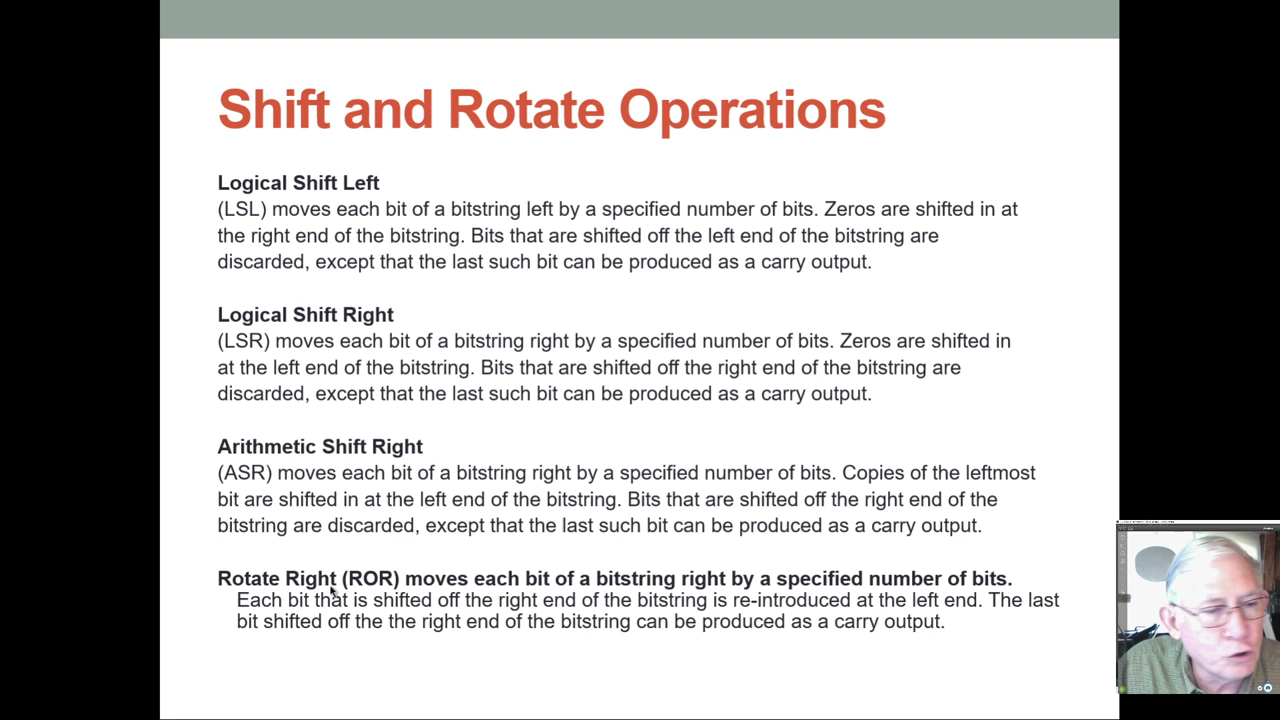 Shift and Rotate Operations
Logical Shift Left
(LSL) moves each bit of a bitstring left by a specified number of bits. Zeros are shifted in at
the right end of the bitstring. Bits that are shifted off the left end of the bitstring are
discarded, except that the last such bit can be produced as a carry output.
Logical Shift Right
(LSR) moves each bit of a bitstring right by a specified number of bits. Zeros are shifted in
at the left end of the bitstring. Bits that are shifted off the right end of the bitstring are
discarded, except that the last such bit can be produced as a carry output.
Arithmetic Shift Right
(ASR) moves each bit of a bitstring right by a specified number of bits. Copies of the leftmost
bit are shifted in at the left end of the bitstring. Bits that are shifted off the right end of the
bitstring are discarded, except that the last such bit can be produced as a carry output.
Rotate Right (ROR) moves each bit of a bitstring right by a specified number of bits.
Each bit that is shifted off the right end of the bitstring is re-introduced at the left end. The last
bit shifted off the the right end of the bitstring can be produced as a carry output.